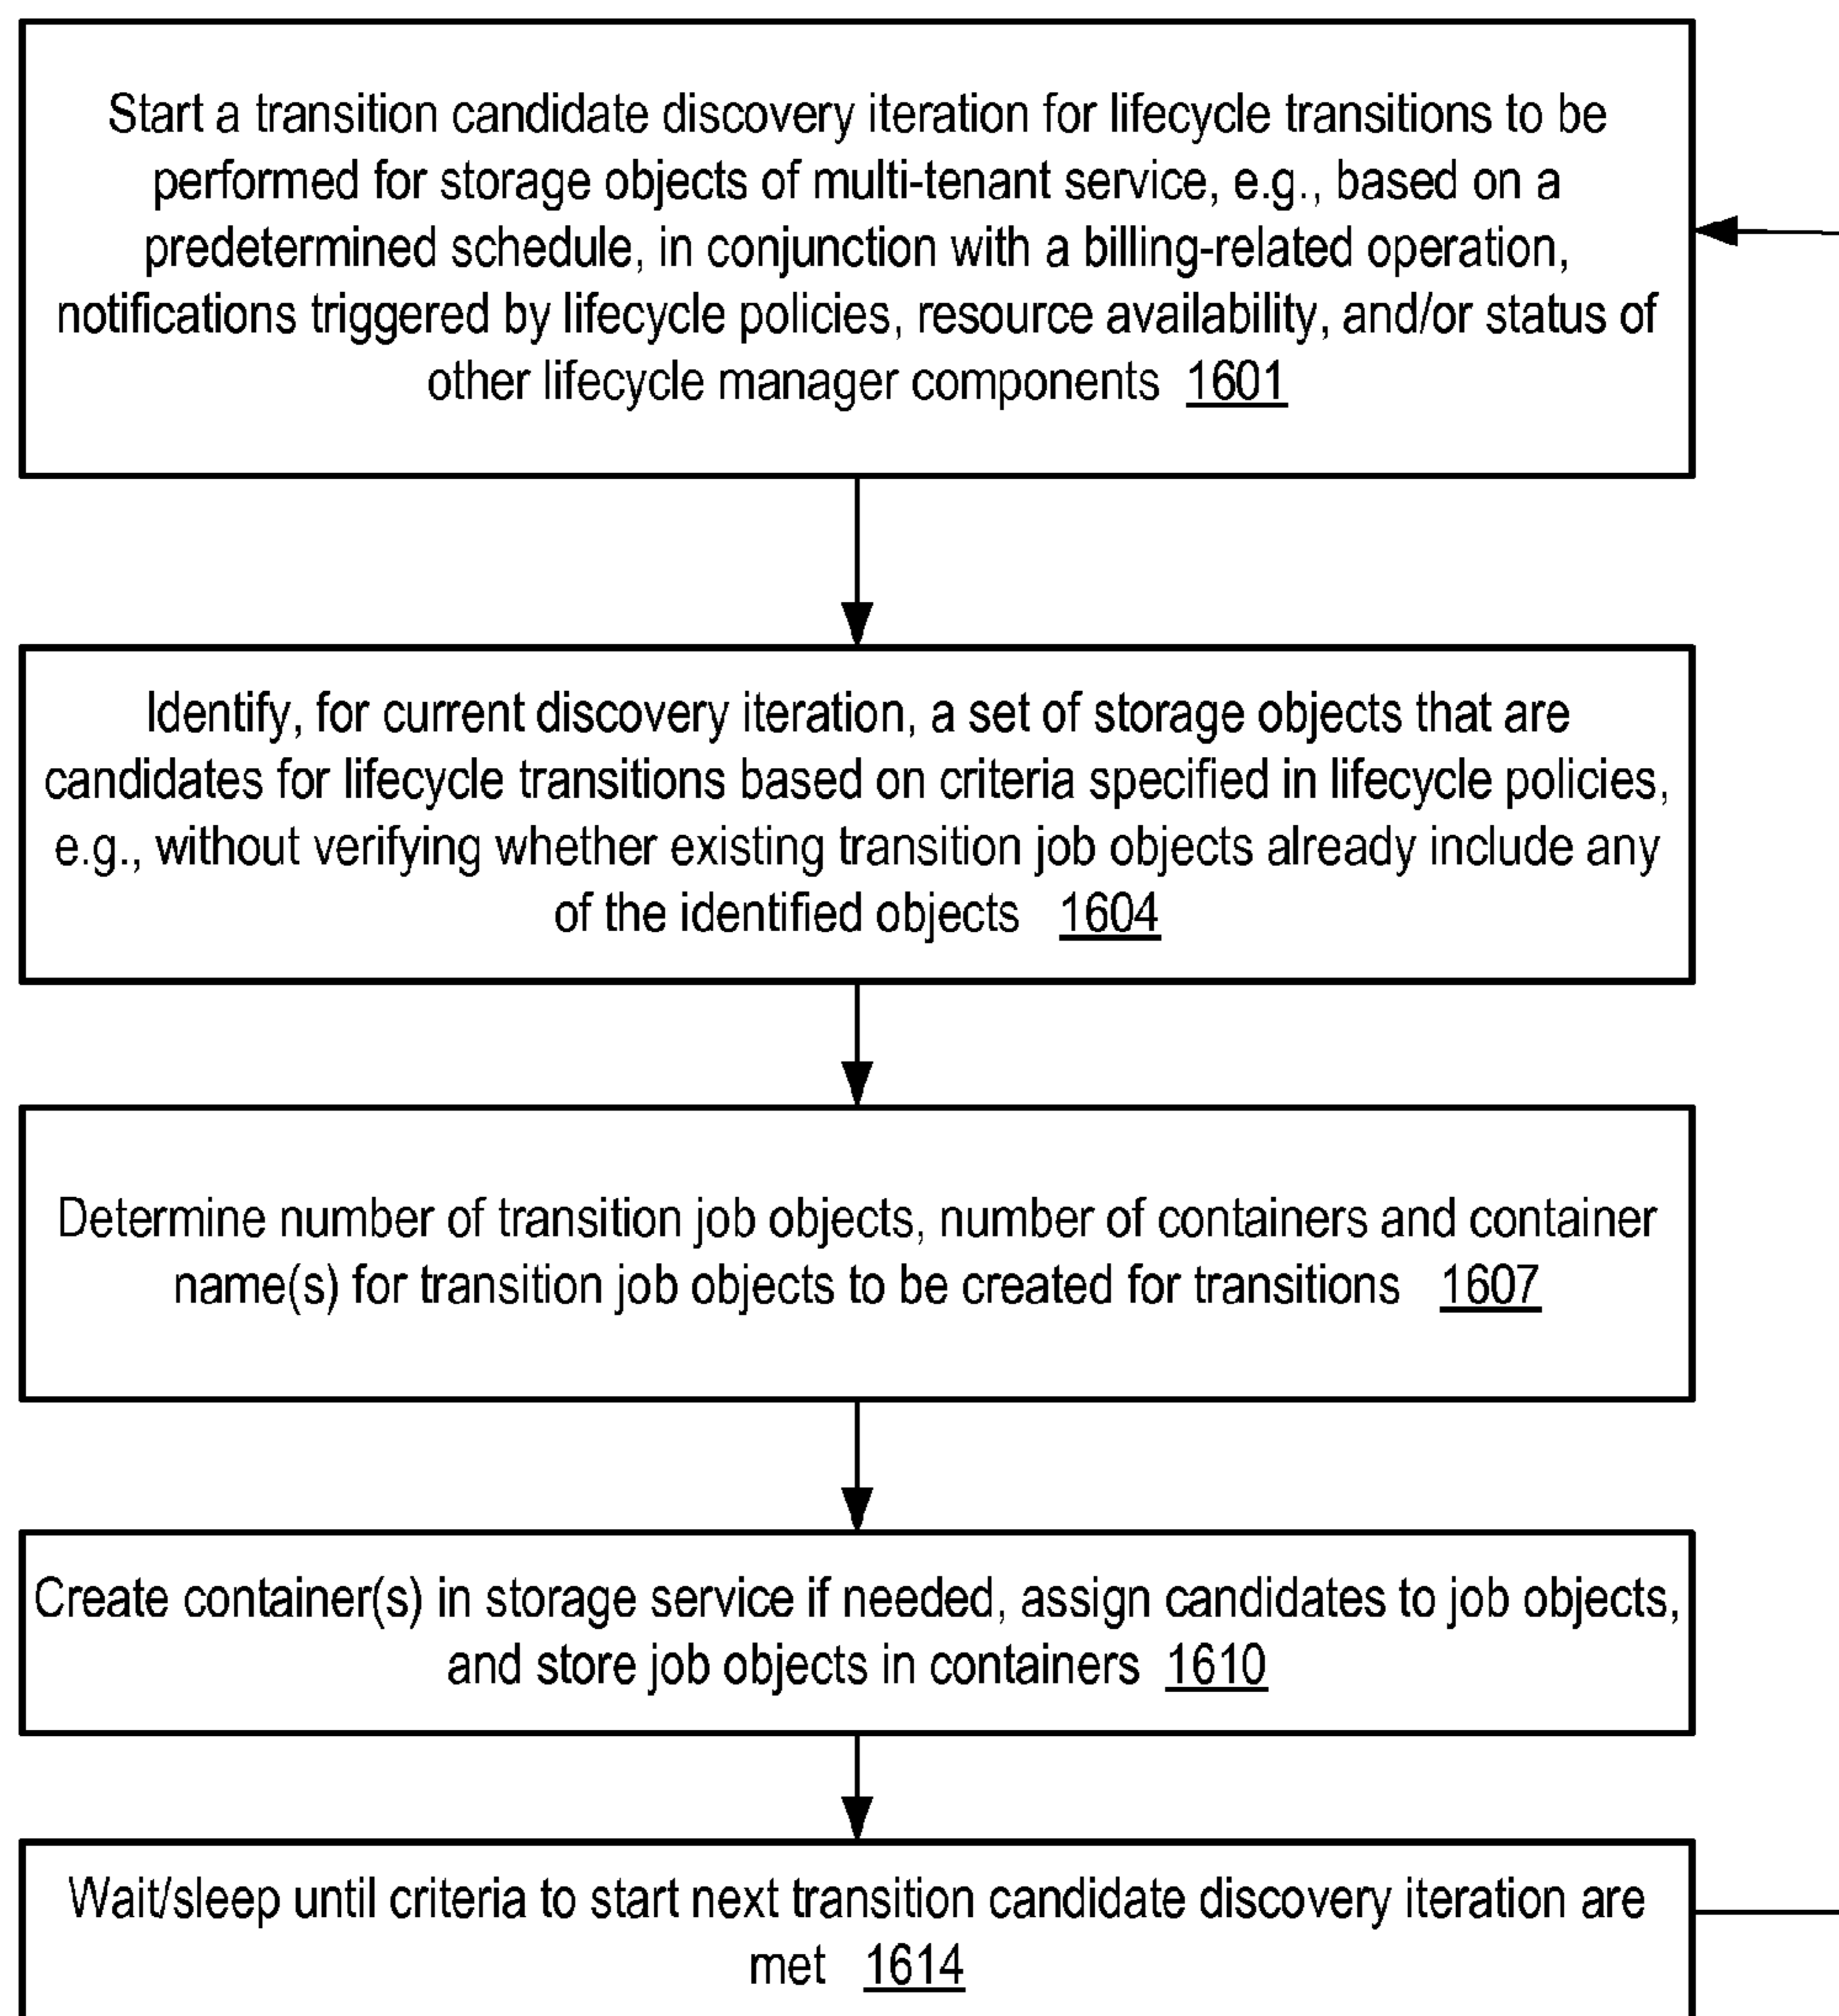 Start a transition candidate discovery iteration for lifecycle transitions to be
performed for storage objects of multi-tenant service, e.g., based on a
predetermined schedule, in conjunction with a billing-related operation,
notifications triggered by lifecycle policies, resource availability, and/or status of
other lifecycle manager components 1601
Identify, for current discovery iteration, a set of storage objects that are
candidates for lifecycle transitions based on criteria specified in lifecycle policies,
e.g., without verifying whether existing transition job objects already include any
of the identified objects 1604
Determine number of transition job objects, number of containers and container
name(s) for transition job objects to be created for transitions 1607
Create container(s) in storage service if needed, assign candidates to job objects,
and store job objects in containers 1610
Wait/sleep until criteria to start next transition candidate discovery iteration are
met 1614